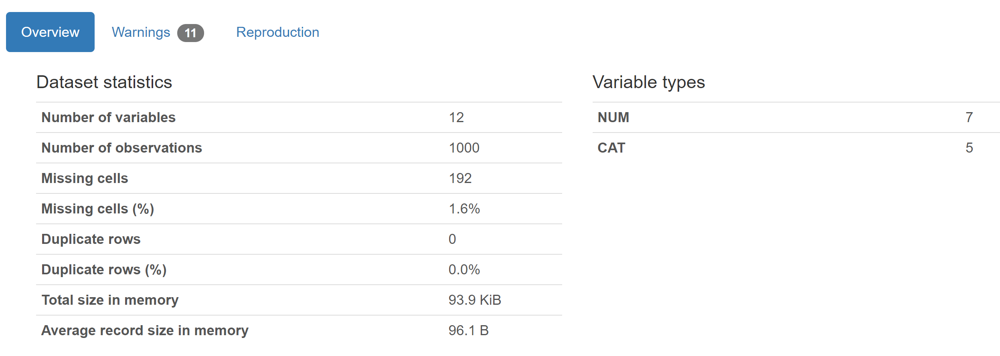 Overview Warnings 11 Reproduction
Dataset statistics
Number of variables 12
Number of observations 1000
Missing cells 192
Missing cells (%) 1.6%
Duplicate rows 0
Duplicate rows (%) 0.0%
Total size in memory 93.9 KiB
Average record size in memory 96.1 B
Variable types
NUM 7
CAT 5